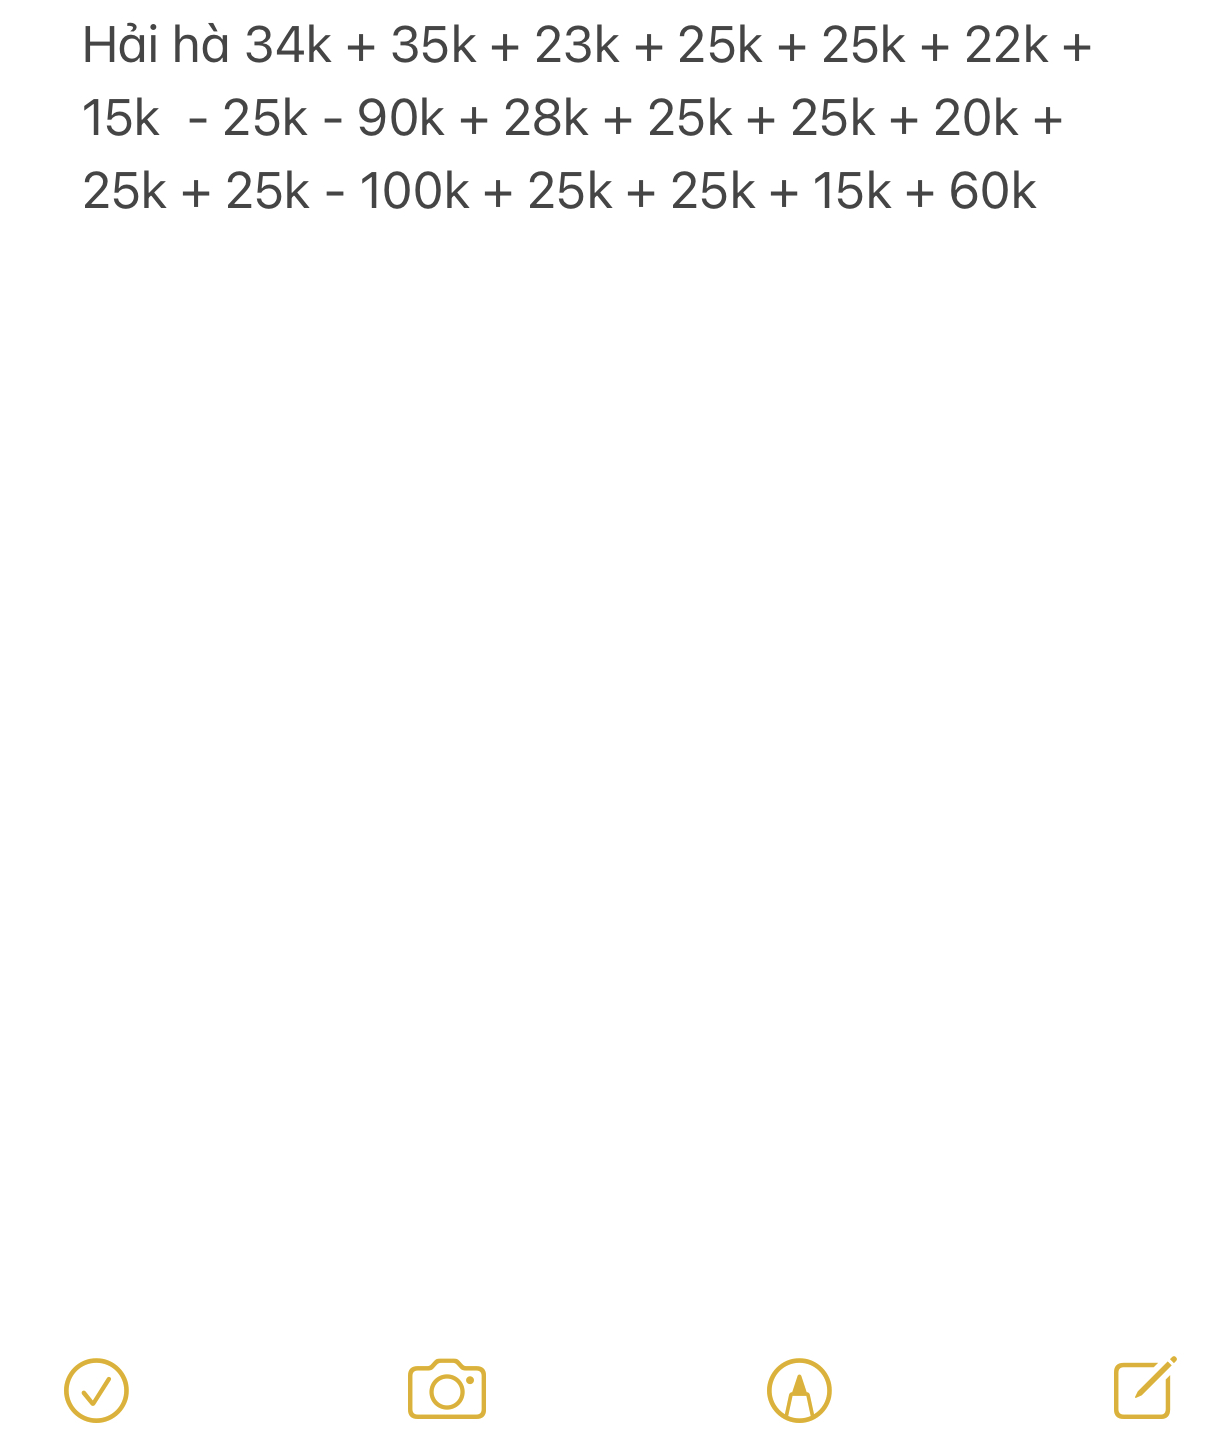 Hải hà 34k + 35k + 23k + 25k + 25k + 22k +
15k  - 25k - 90k + 28k + 25k + 25k + 20k +
25k + 25k - 100k + 25k + 25k + 15k + 60k